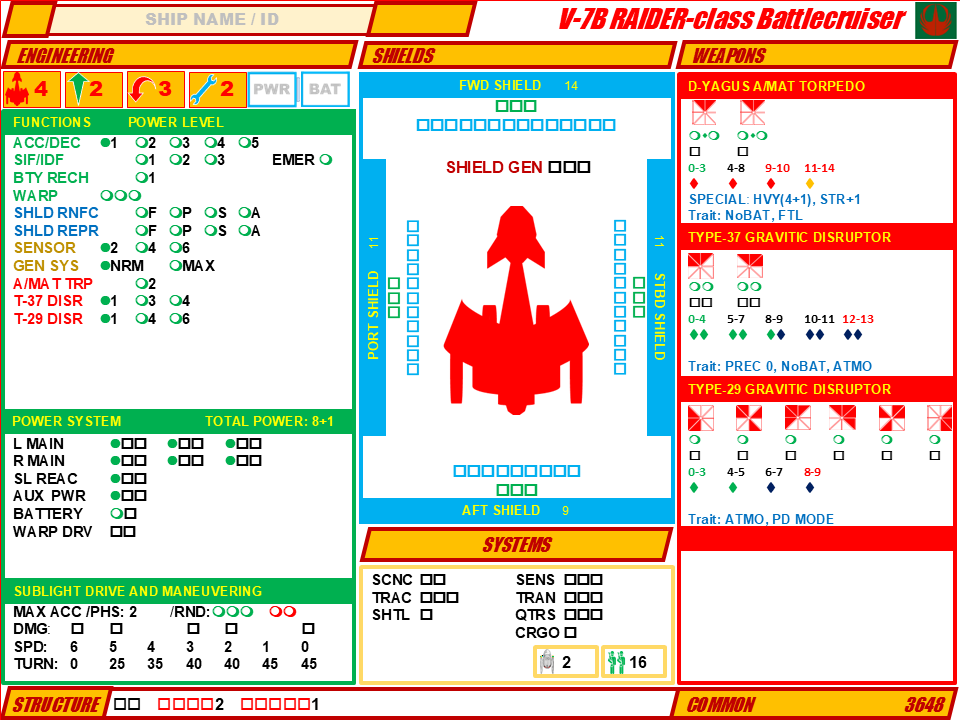 SHIP NAME / ID
V-7B RAIDER-class Battlecruiser
ENGINEERING
4 2 3 2 PWR BAT
FUNCTIONS POWER LEVEL
ACC/DEC 1 2 3 4 5
SIF/IDF 1 2 3 EMER
BTY RECH 1
WARP
SHLD RNFC F P S A
SHLD REPR F P S A
SENSOR 2 4 6
GEN SYS NRM MAX
A/MAT TRP 2
T-37 DISR 1 3 4
T-29 DISR 1 4 6
POWER SYSTEM TOTAL POWER: 8+1
L MAIN
R MAIN
SL REAC
AUX PWR
BATTERY
WARP DRV
SUBLIGHT DRIVE AND MANEUVERING
MAX ACC /PHS: 2 /RND:
DMG:
SPD: 6 5 4 3 2 1 0
TURN: 0 25 35 40 40 45 45
SHIELDS
FWD SHIELD 14
SHIELD GEN
PORT SHIELD 11
STBD SHIELD 11
AFT SHIELD 9
SYSTEMS
SCNC SENS
TRAC TRAN
SHTL QTRS
CRGO
2 16
WEAPONS
D-YAGUS A/MAT TORPEDO
0-3 4-8 9-10 11-14
SPECIAL: HVY(4+1), STR+1
Trait: NoBAT, FTL
TYPE-37 GRAVITIC DISRUPTOR
0-4 5-7 8-9 10-11 12-13
Trait: PREC 0, NoBAT, ATMO
TYPE-29 GRAVITIC DISRUPTOR
0-3 4-5 6-7 8-9
Trait: ATMO, PD MODE
STRUCTURE 2 1
COMMON 3648